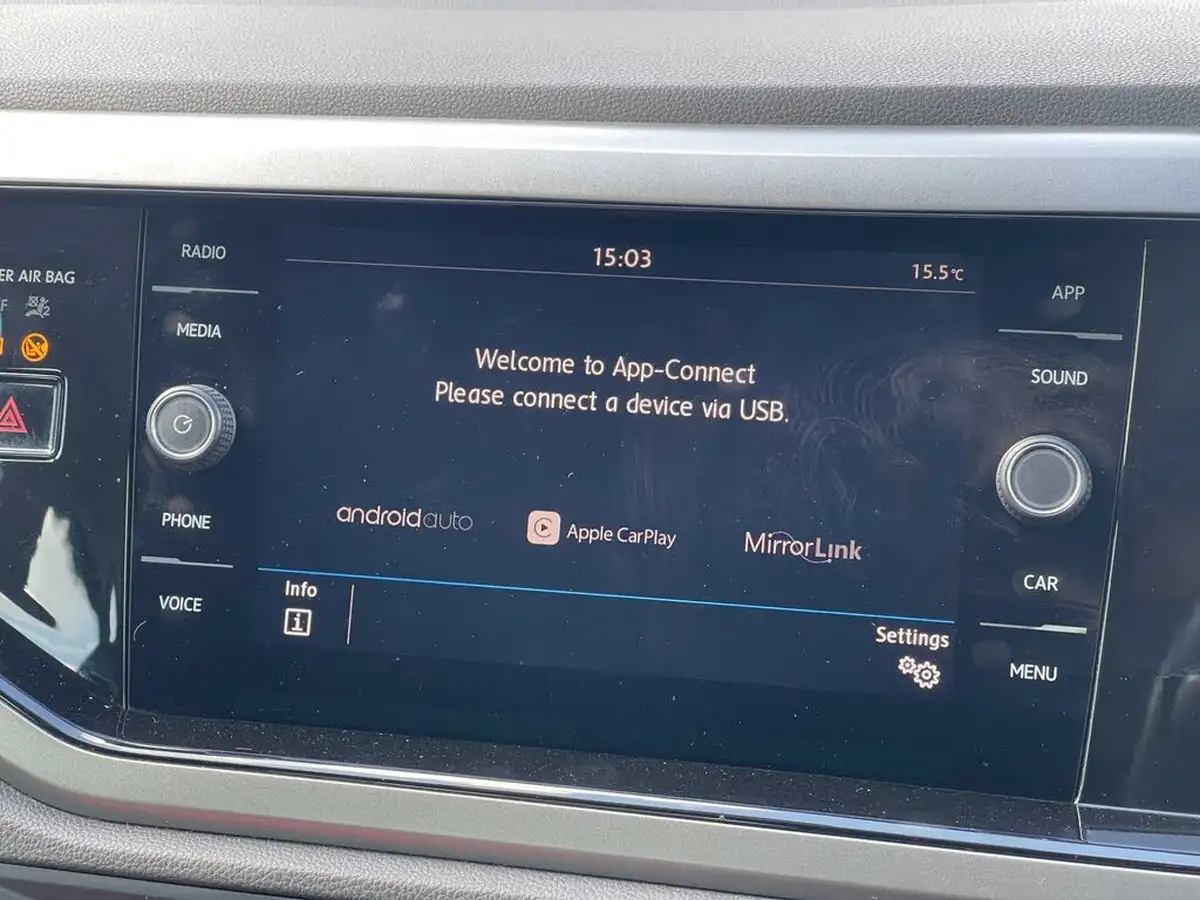 RADIO
MEDIA
PHONE
VOICE
ER AIR BAG
15:03
15.5°C
Welcome to App-Connect
Please connect a device via USB.
androidauto
Apple CarPlay
MirrorLink
Info
i
Settings
APP
SOUND
CAR
MENU